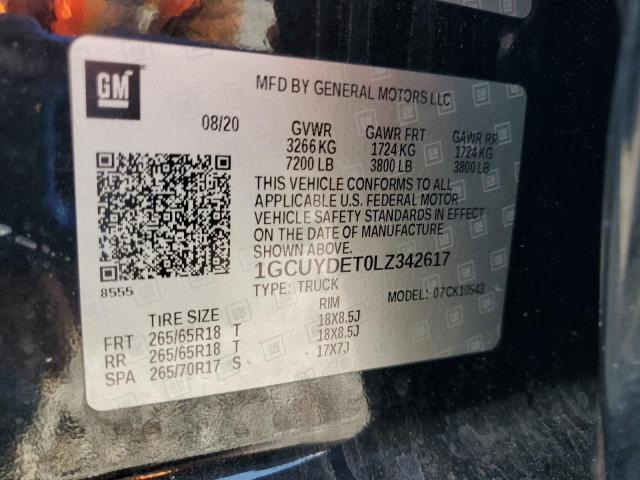 GM
MFD BY GENERAL MOTORS LLC
08/20 GVWR GAWR FRT GAWR RR
3266 KG 1724 KG 1724 KG
7200 LB 3800 LB 3800 LB
THIS VEHICLE CONFORMS TO ALL
APPLICABLE U.S. FEDERAL MOTOR
VEHICLE SAFETY STANDARDS IN EFFECT
ON THE DATE OF MANUFACTURE
SHOWN ABOVE.
8555 1GCUYDET0LZ342617
TYPE: TRUCK MODEL: 07CK10543
TIRE SIZE RIM
FRT 265/65R18 T 18X8.5J
RR 265/65R18 T 18X8.5J
SPA 265/70R17 S 17X7J